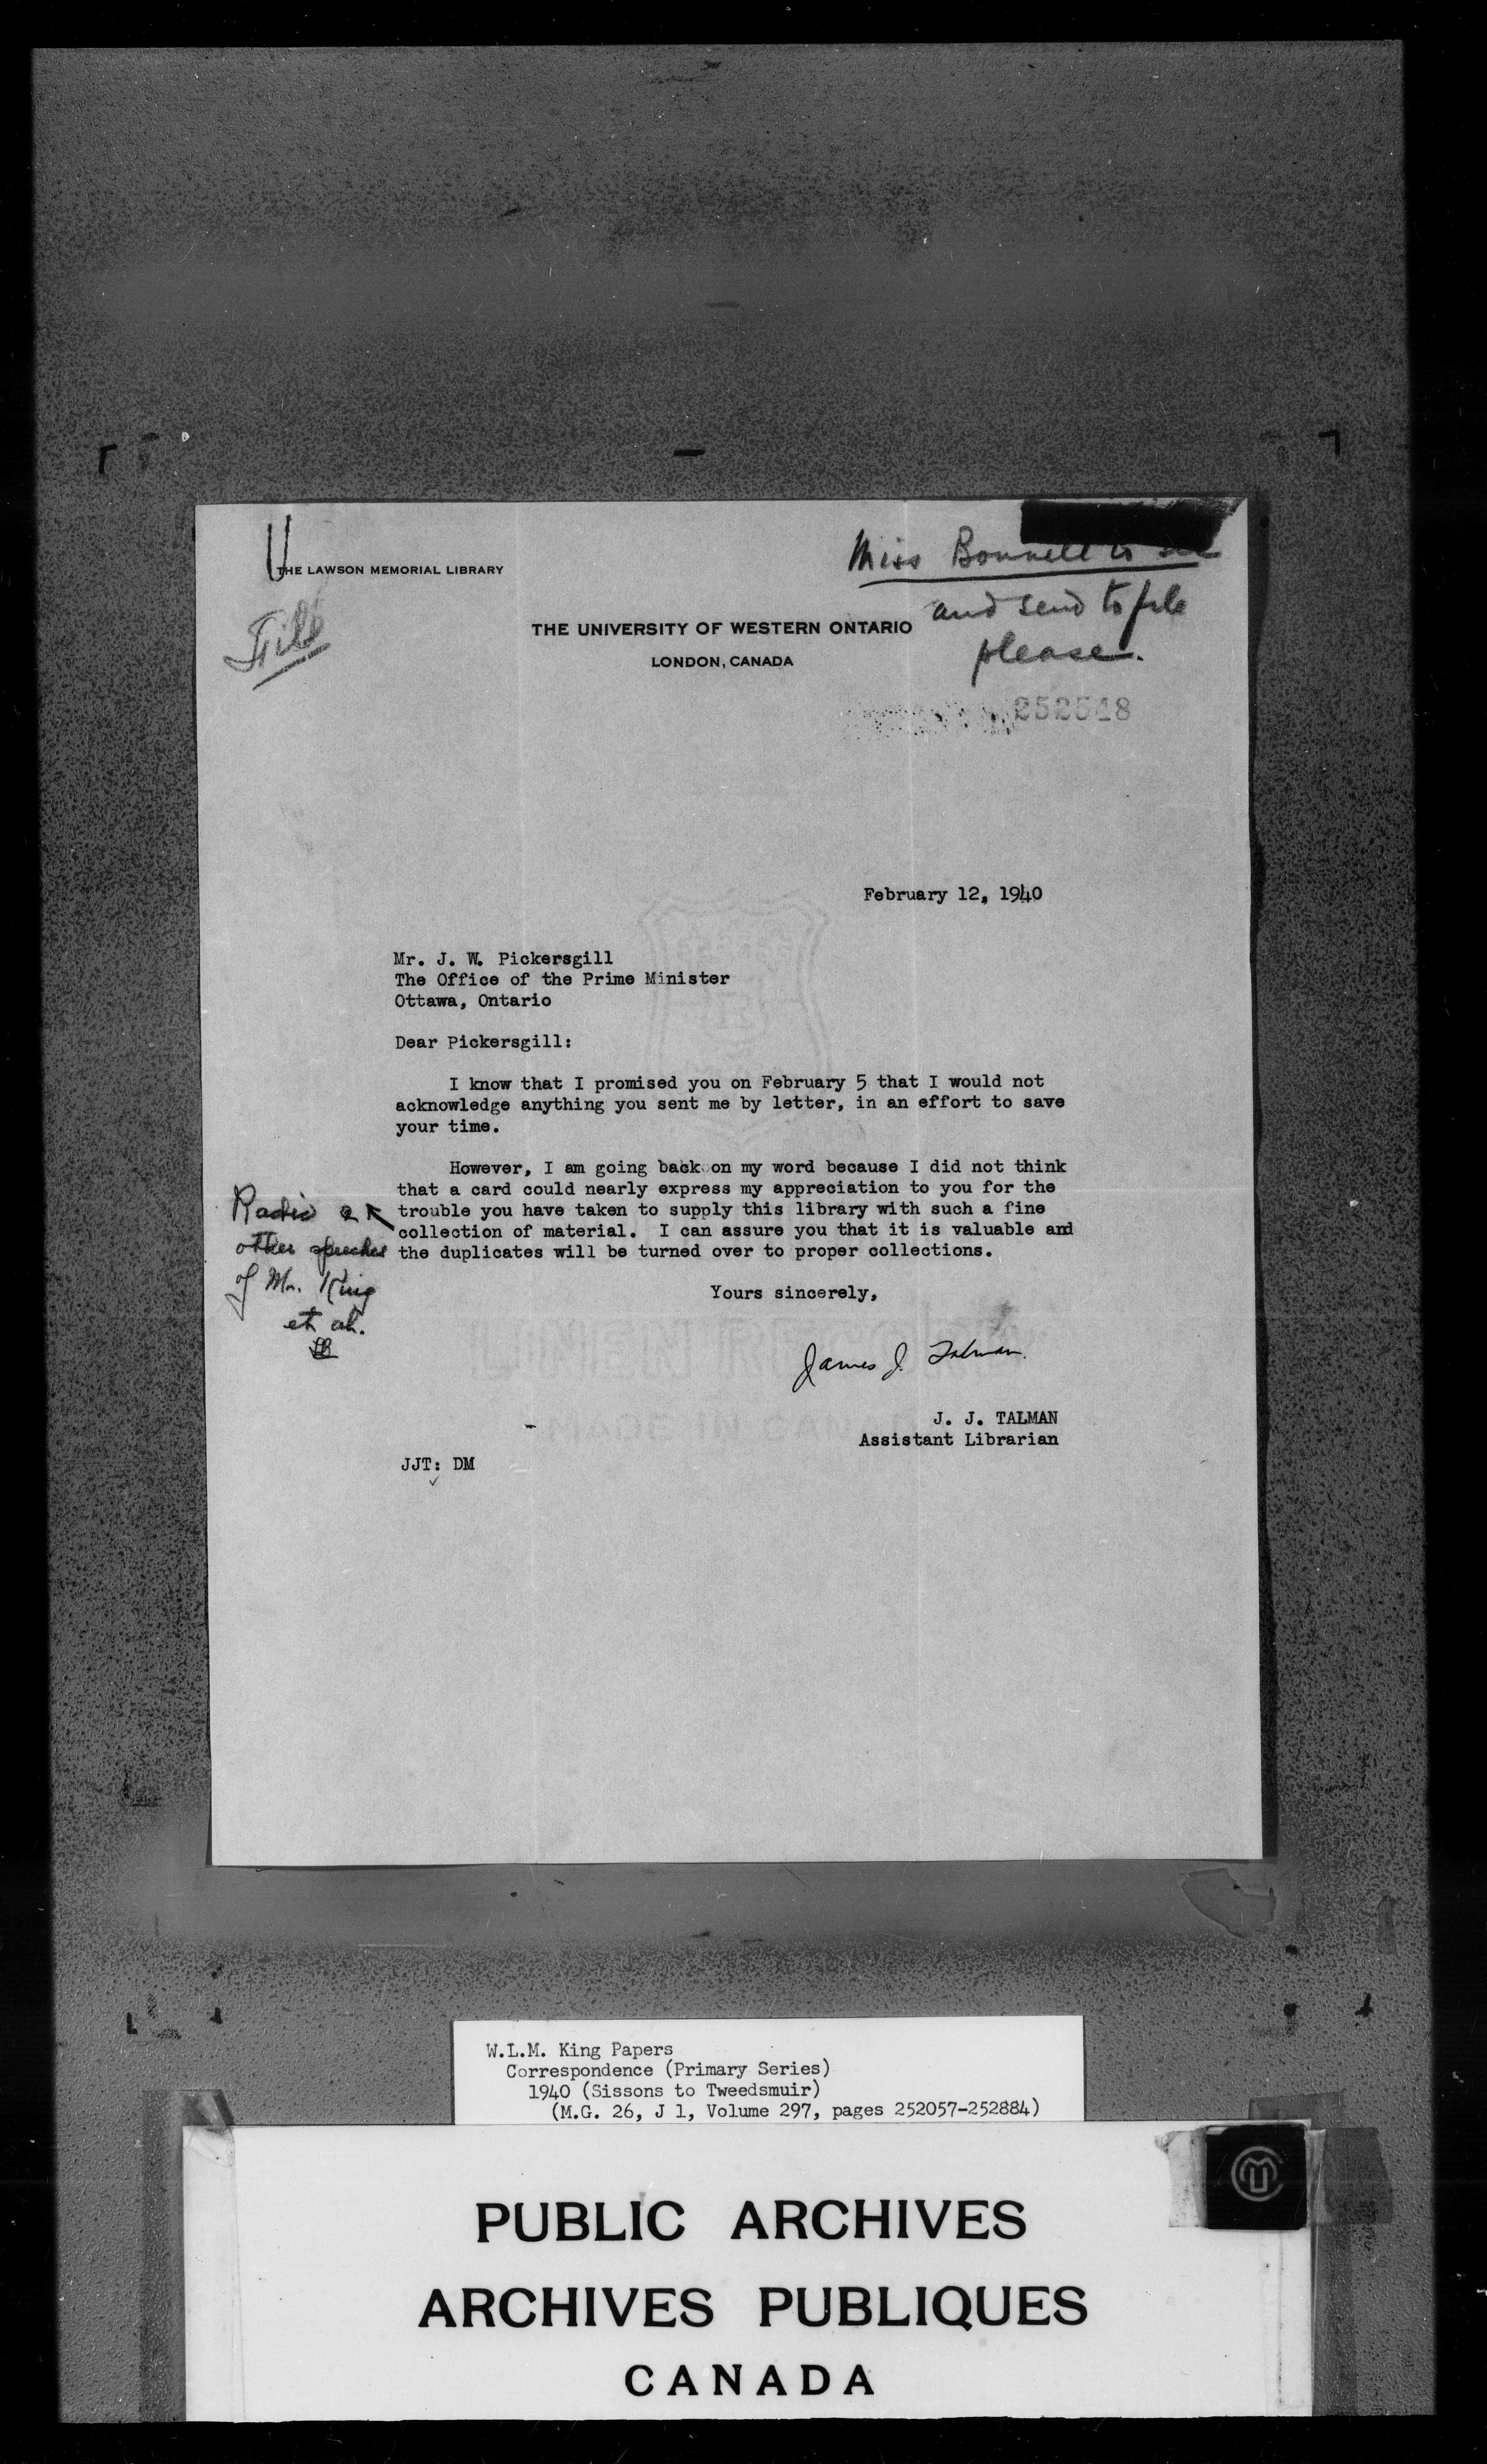 THE LAWSON MEMORIAL LIBRARY
File
Miss Bonnell to see
and send to file
please.
THE UNIVERSITY OF WESTERN ONTARIO
LONDON, CANADA
252548
February 12, 1940
Mr. J. W. Pickersgill
The Office of the Prime Minister
Ottawa, Ontario
Dear Pickersgill:
I know that I promised you on February 5 that I would not
acknowledge anything you sent me by letter, in an effort to save
your time.
However, I am going back on my word because I did not think
that a card could nearly express my appreciation to you for the
trouble you have taken to supply this library with such a fine
collection of material. I can assure you that it is valuable and
the duplicates will be turned over to proper collections.
Radio &
other speeches
of Mr. King
et al.
Yours sincerely,
James J. Talman
J. J. TALMAN
Assistant Librarian
JJT: DM
MADE IN CANADA
W.L.M. King Papers
Correspondence (Primary Series)
1940 (Sissons to Tweedsmuir)
(M.G. 26, J 1, Volume 297, pages 252057-252884)
PUBLIC ARCHIVES
ARCHIVES PUBLIQUES
CANADA